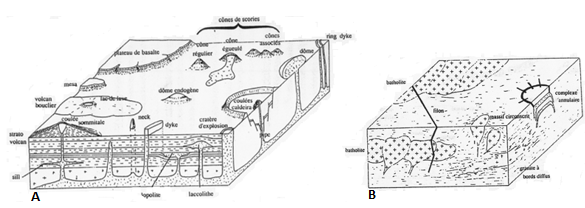 cônes de scories
ring dyke
cône régulier
cône égueulé
cônes associés
plateau de basalte
dôme
mesa
dôme endogène
volcan bouclier
lac de lave
coulée
sommitale
neck
dyke
cratère d'explosion
coulées
caldeira
pipe
strato volcan
sill
laccolithe
A
batholite
filon
massif circonscrit
complexe annulaire
batholite
granite à bords diffus
B